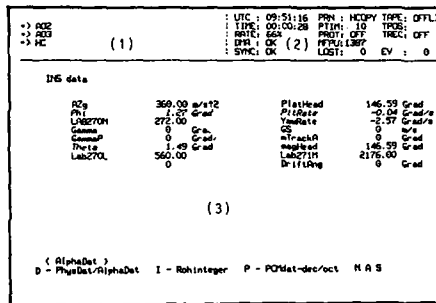 -> A02
-> A03
-> HC
(1)
UTC : 09:51:16 PRN : HCOPY TAPE: OFFLI
TIME: 00:00:28 PTIM: 10 TPOS:
RATE: 66% PROT: OFF TREC: OFF
DMA : OK (2) MFPU:1387
SYNC: OK LOST: 0 EV : 0
INS data
AZg 360.00 m/st2 PlatHead 146.59 Grad
Phi 1.27 Grad PitRate -0.04 Grad/s
LAB270M 272.00 YawRate -2.57 Grad/s
Gamma 0 Grad GS 0 m/s
GammaP 0 Grad/ mTrackA 0 Grad
Theta 1.49 Grad magHead 146.59 Grad
Lab270L 560.00 Lab271M 2176.00
0 DriftAng 0 Grad
(3)
( AlphaDat )
D - PhysDat/AlphaDat I - Rohinteger P - PCMdat-dec/oct M A S